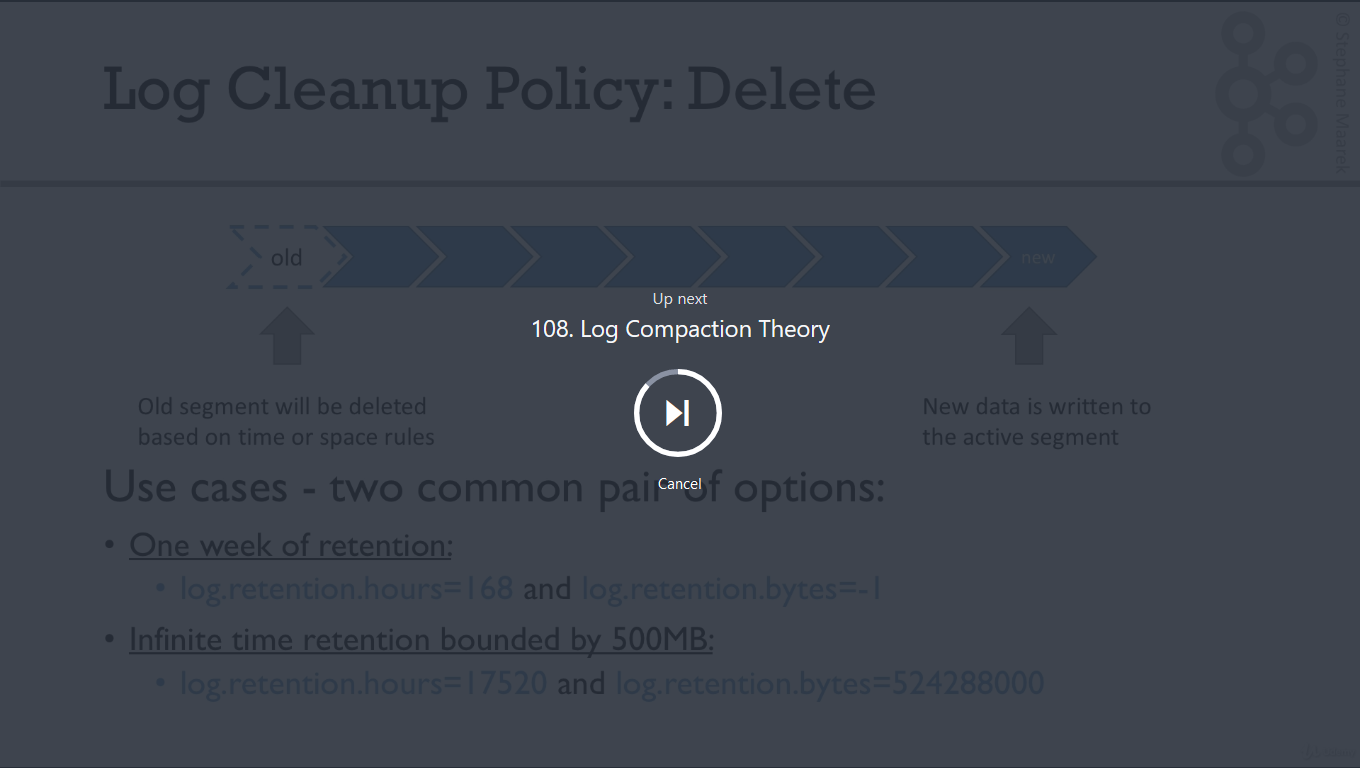 Log Cleanup Policy: Delete
© Stephane Maarek
old
new
Up next
108. Log Compaction Theory
Old segment will be deleted
based on time or space rules
New data is written to
the active segment
Cancel
Use cases - two common pair of options:
• One week of retention:
• log.retention.hours=168 and log.retention.bytes=-1
• Infinite time retention bounded by 500MB:
• log.retention.hours=17520 and log.retention.bytes=524288000